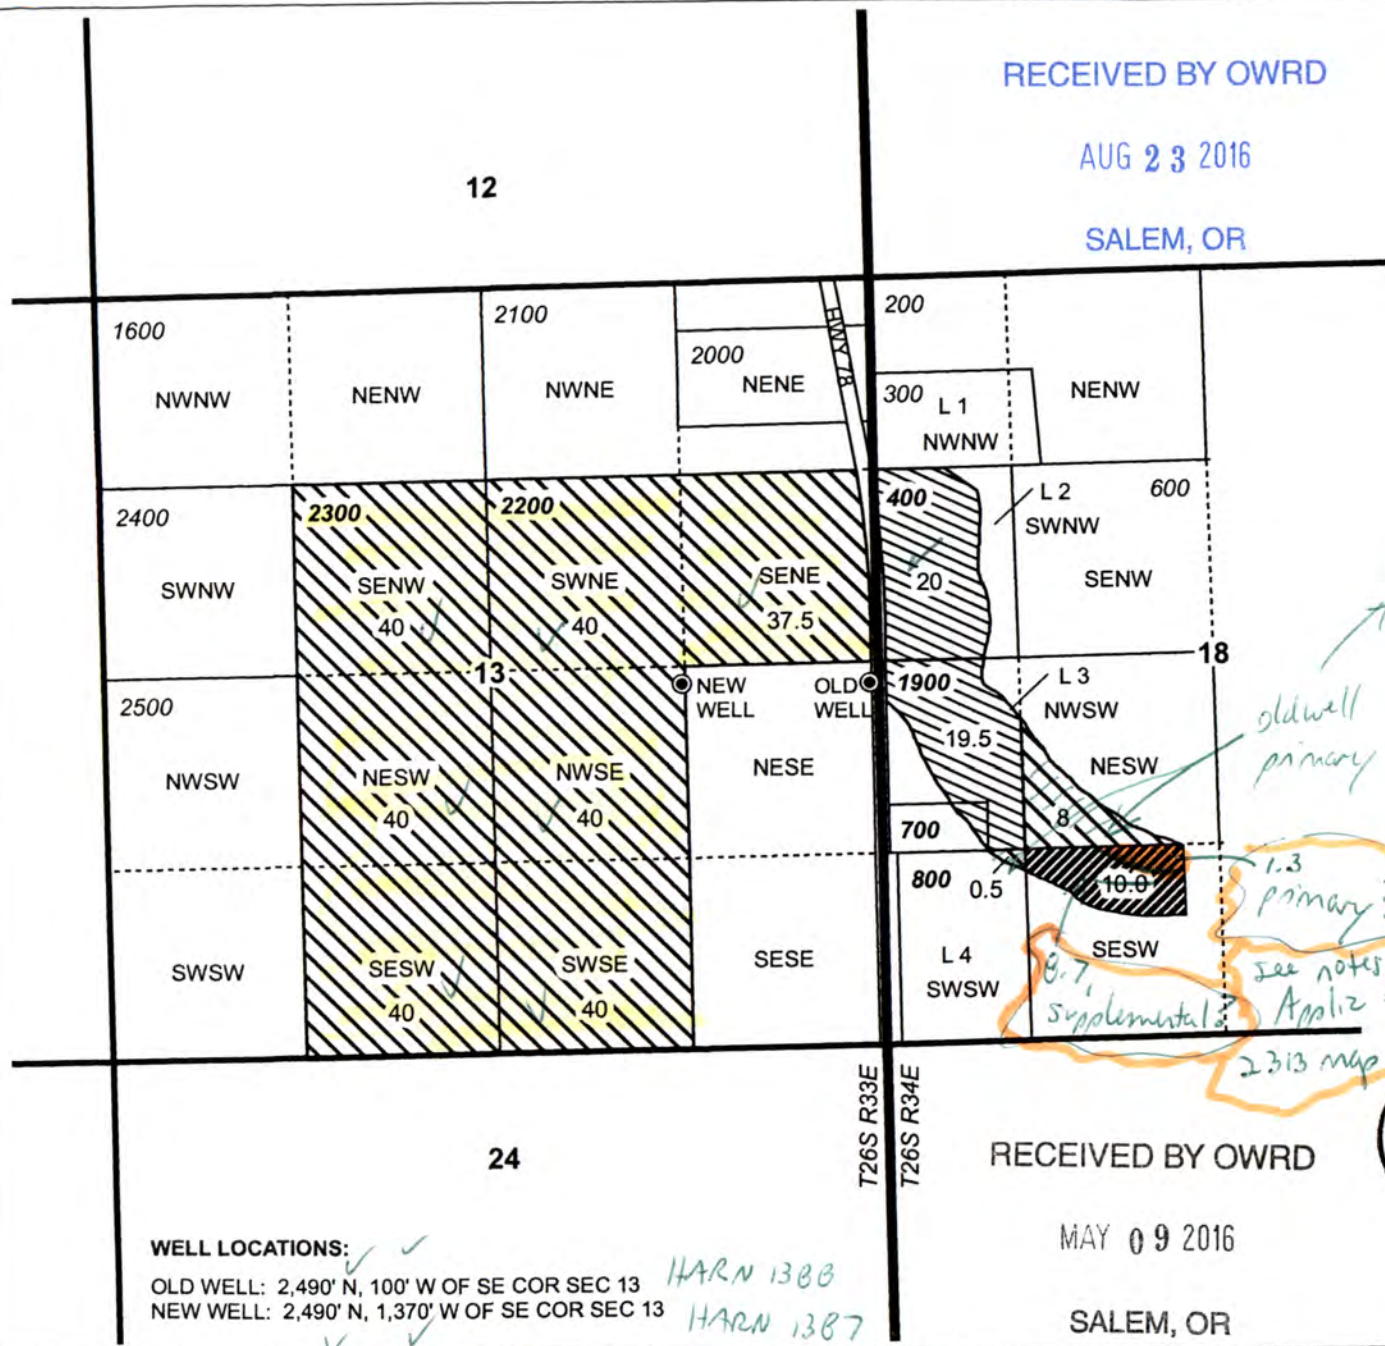 RECEIVED BY OWRD
AUG 23 2016
SALEM, OR
12
1600
NWNW
NENW
2100
NWNE
2000
NENE
HWY 78
200
300
L 1
NWNW
NENW
2400
SWNW
2300
SENW
40
2200
SWNE
40
SENE
37.5
400
20
L 2
SWNW
600
SENW
13
18
2500
NWSW
NESW
40
NWSE
40
NEW
WELL
OLD
WELL
NESE
1900
19.5
L 3
NWSW
NESW
8
oldwell
primary
700
800
0.5
10.0
1.3
primary
SWSW
SESW
40
SWSE
40
SESE
L 4
SWSW
SESW
8.7
supplemental?
see notes
Applic
2313 map
T26S R33E
T26S R34E
24
RECEIVED BY OWRD
MAY 09 2016
SALEM, OR
WELL LOCATIONS:
OLD WELL: 2,490' N, 100' W OF SE COR SEC 13 HARN 1388
NEW WELL: 2,490' N, 1,370' W OF SE COR SEC 13 HARN 1387